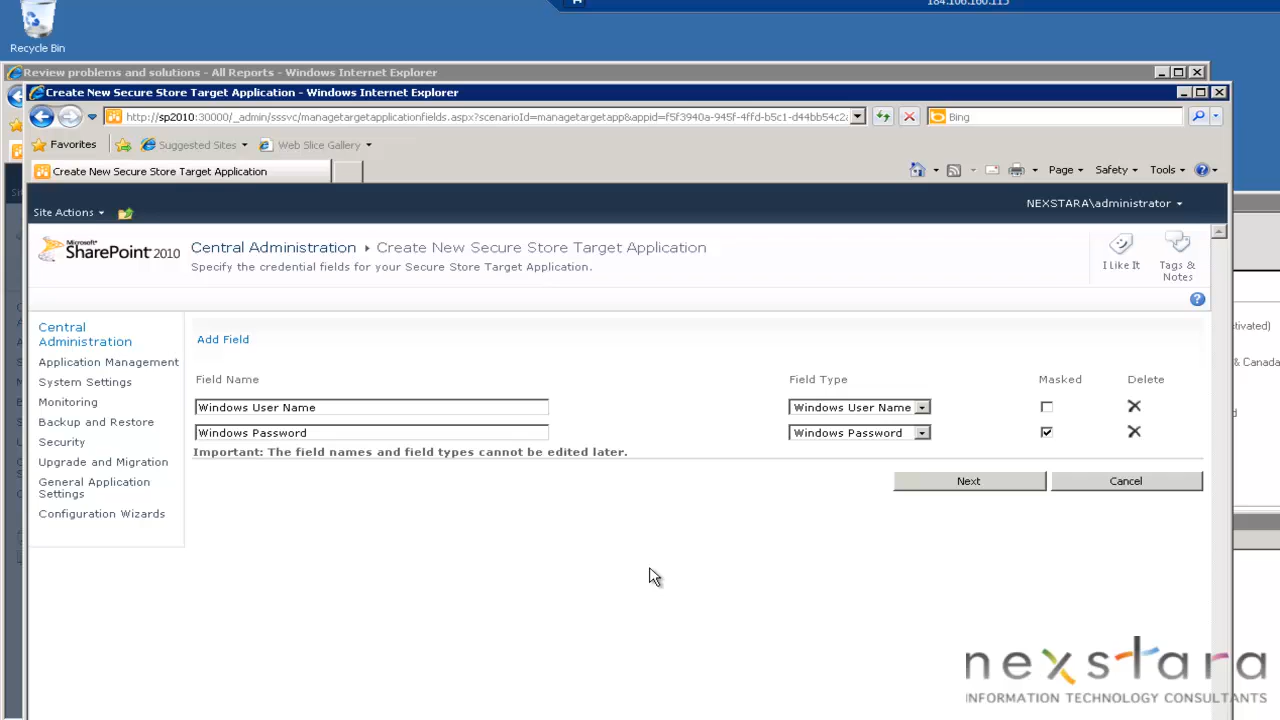 184.106.160.115
Recycle Bin
Review problems and solutions - All Reports - Windows Internet Explorer
Create New Secure Store Target Application - Windows Internet Explorer
http://sp2010:30000/_admin/sssvc/managetargetapplicationfields.aspx?scenarioId=managetargetapp&appid=f5f3940a-945f-4ffd-b5c1-d44bb54c2
Bing
Favorites
Suggested Sites
Web Slice Gallery
Create New Secure Store Target Application
Page
Safety
Tools
Site Actions
NEXSTARA\administrator
Microsoft
SharePoint 2010
Central Administration
Create New Secure Store Target Application
Specify the credential fields for your Secure Store Target Application.
I Like It
Tags &
Notes
Central
Administration
Application Management
System Settings
Monitoring
Backup and Restore
Security
Upgrade and Migration
General Application
Settings
Configuration Wizards
Add Field
Field Name
Field Type
Masked
Delete
Windows User Name
Windows User Name
Windows Password
Windows Password
Important: The field names and field types cannot be edited later.
Next
Cancel
tivated)
& Canada
nexstara
INFORMATION TECHNOLOGY CONSULTANTS